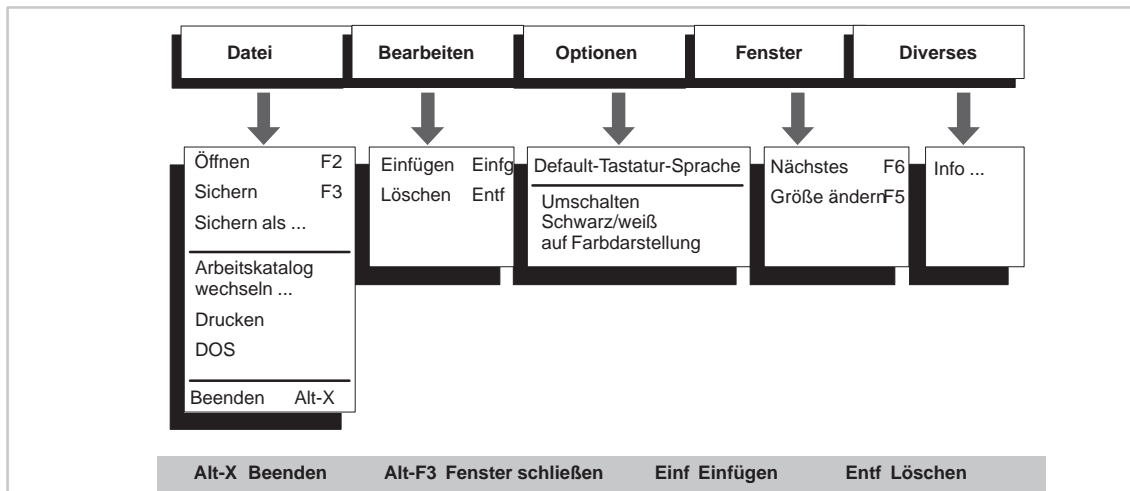 Datei Bearbeiten Optionen Fenster Diverses
Öffnen F2
Sichern F3
Sichern als ...
Arbeitskatalog
wechseln ...
Drucken
DOS
Beenden Alt-X
Einfügen Einfg
Löschen Entf
Default-Tastatur-Sprache
Umschalten
Schwarz/weiß
auf Farbdarstellung
Nächstes F6
Größe ändern F5
Info ...
Alt-X Beenden Alt-F3 Fenster schließen Einf Einfügen Entf Löschen